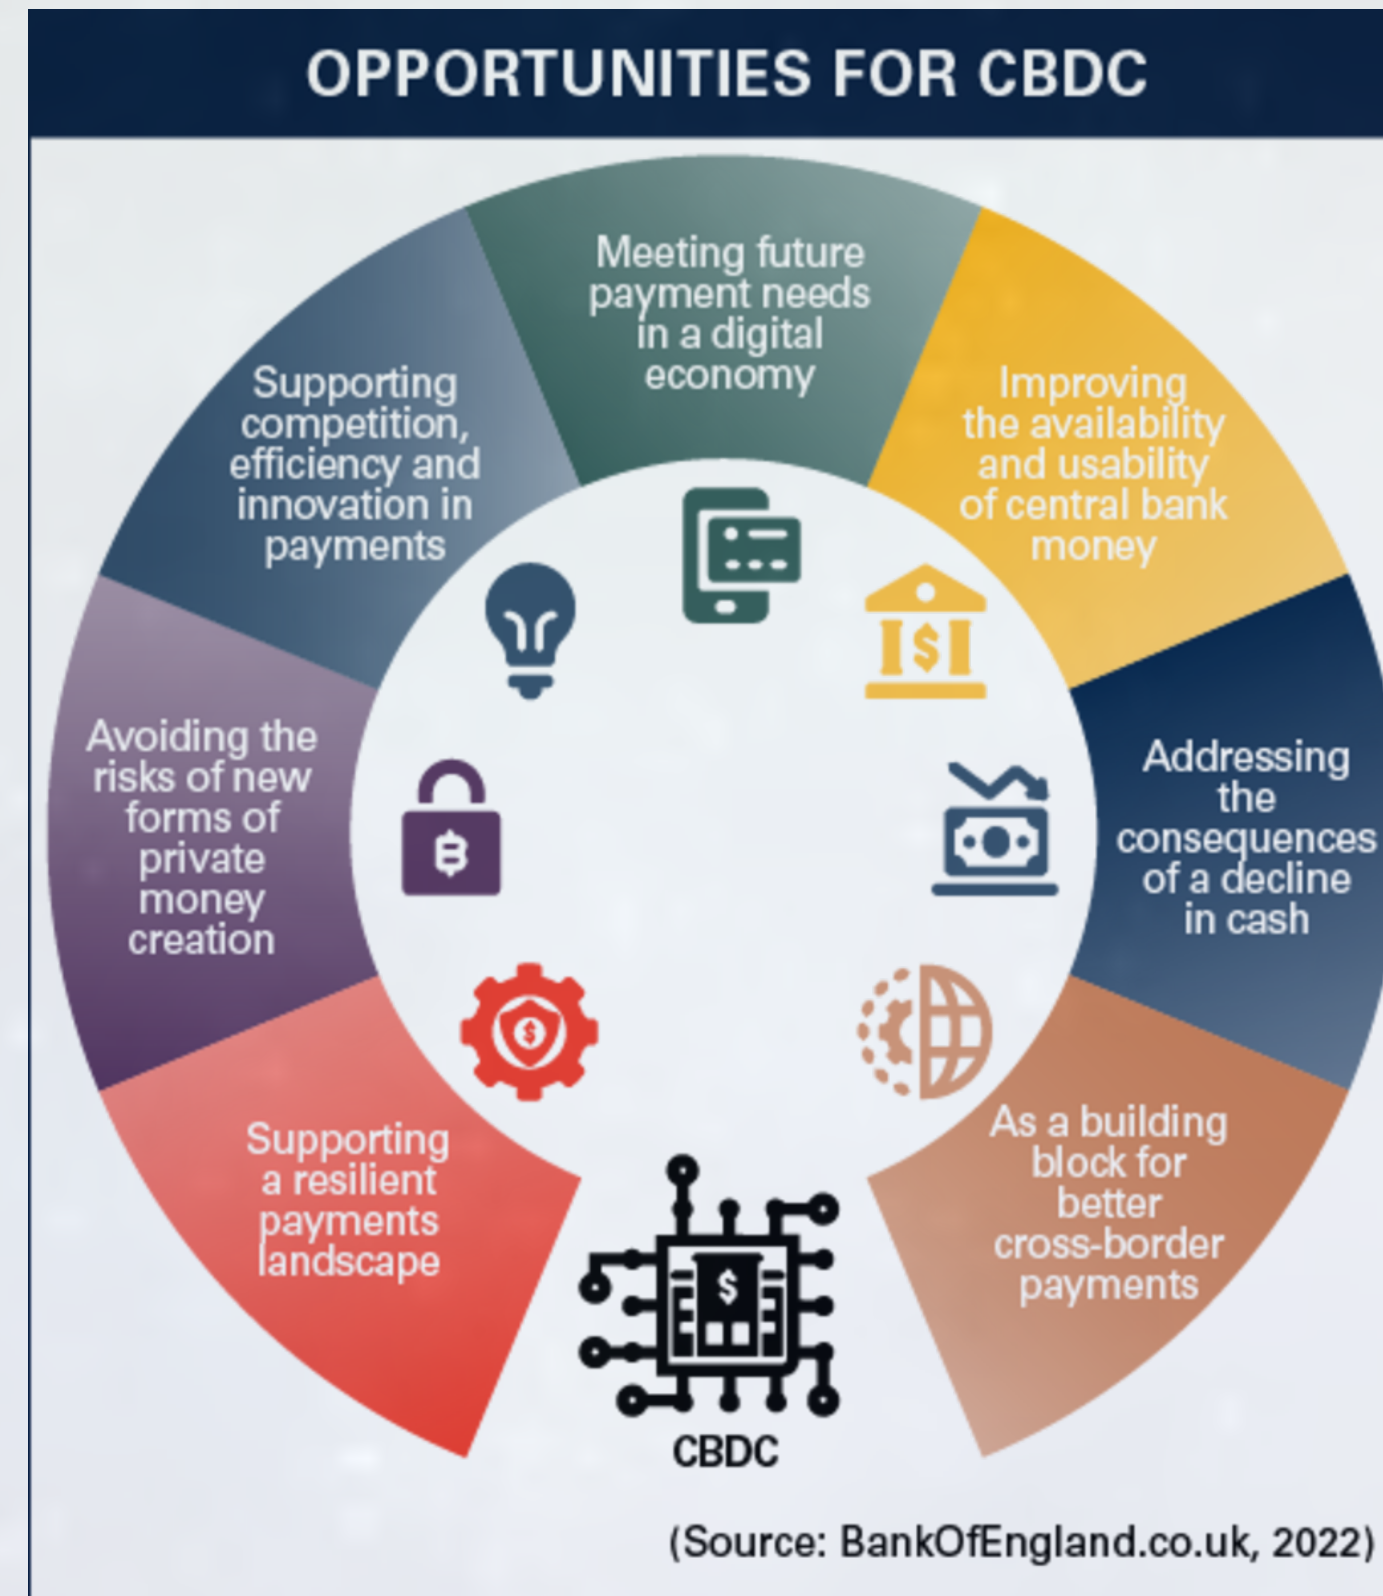 OPPORTUNITIES FOR CBDC
Meeting future
payment needs
in a digital
economy
Supporting
competition,
efficiency and
innovation in
payments
Improving
the availability
and usability
of central bank
money
Avoiding the
risks of new
forms of
private
money
creation
Addressing
the
consequences
of a decline
in cash
Supporting
a resilient
payments
landscape
As a building
block for
better
cross-border
payments
$
$
$
CBDC
(Source: BankOfEngland.co.uk, 2022)